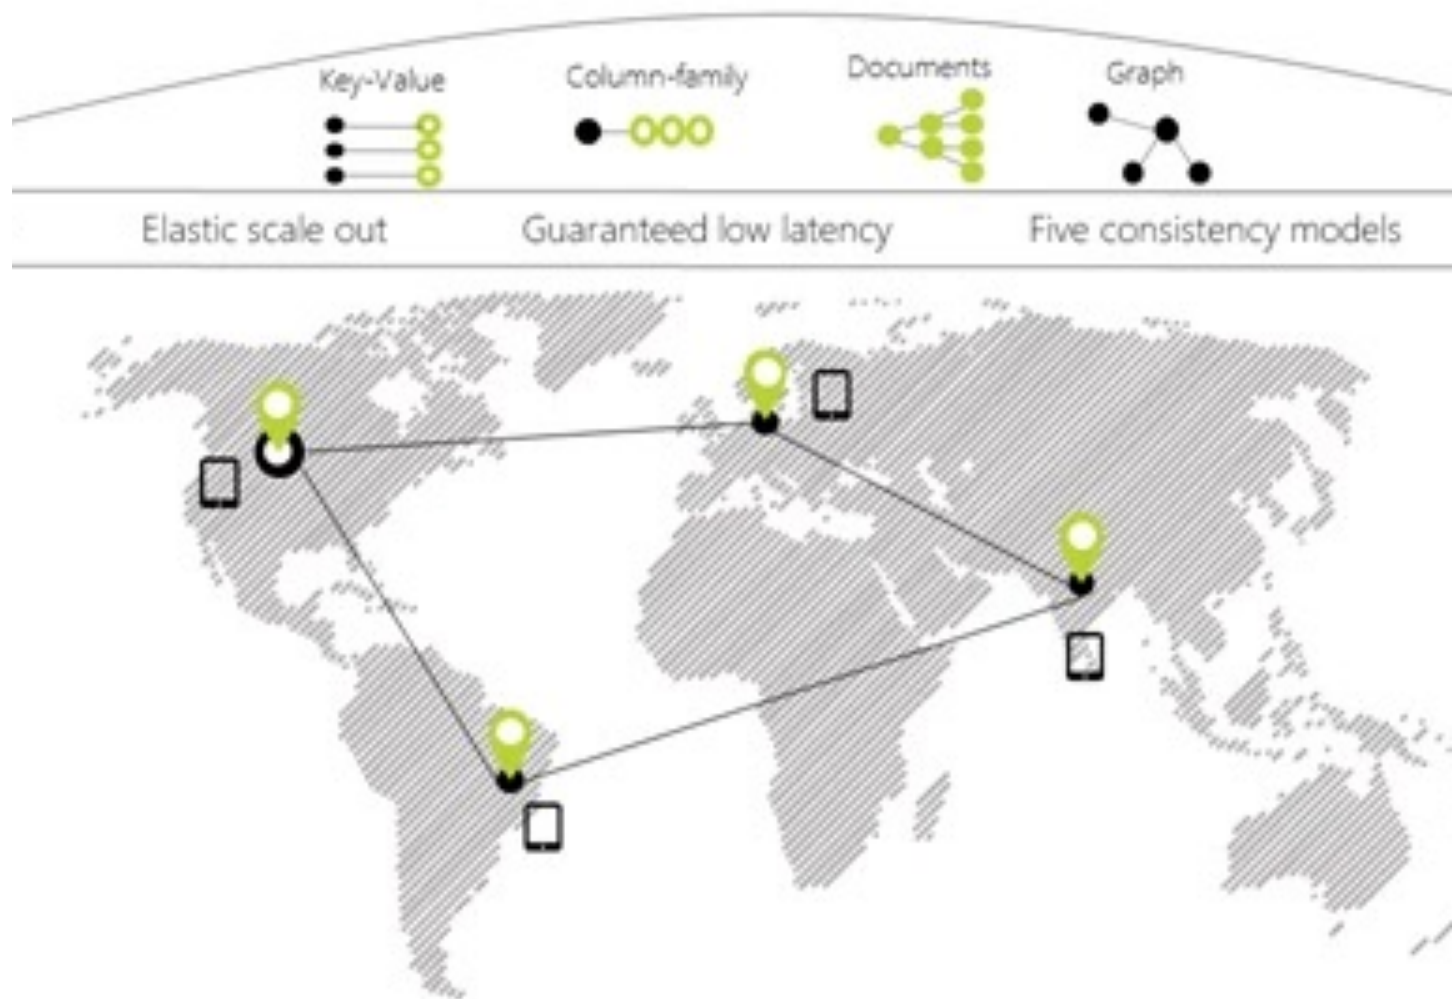 Key-Value
Column-family
Documents
Graph
Elastic scale out
Guaranteed low latency
Five consistency models